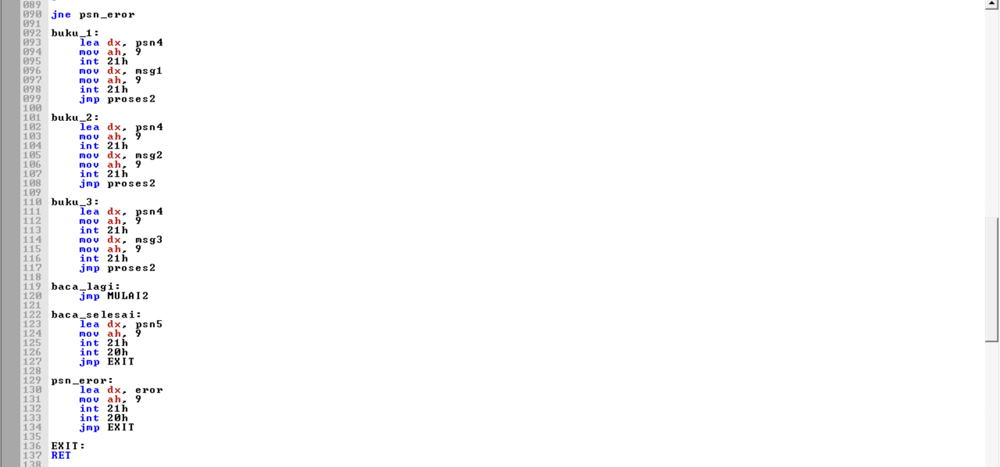 089
090 jne psn_eror
091
092 buku_1:
093 lea dx, psn4
094 mov ah, 9
095 int 21h
096 mov dx, msg1
097 mov ah, 9
098 int 21h
099 jmp proses2
100
101 buku_2:
102 lea dx, psn4
103 mov ah, 9
104 int 21h
105 mov dx, msg2
106 mov ah, 9
107 int 21h
108 jmp proses2
109
110 buku_3:
111 lea dx, psn4
112 mov ah, 9
113 int 21h
114 mov dx, msg3
115 mov ah, 9
116 int 21h
117 jmp proses2
118
119 baca_lagi:
120 jmp MULAI2
121
122 baca_selesai:
123 lea dx, psn5
124 mov ah, 9
125 int 21h
126 int 20h
127 jmp EXIT
128
129 psn_eror:
130 lea dx, eror
131 mov ah, 9
132 int 21h
133 int 20h
134 jmp EXIT
135
136 EXIT:
137 RET
138